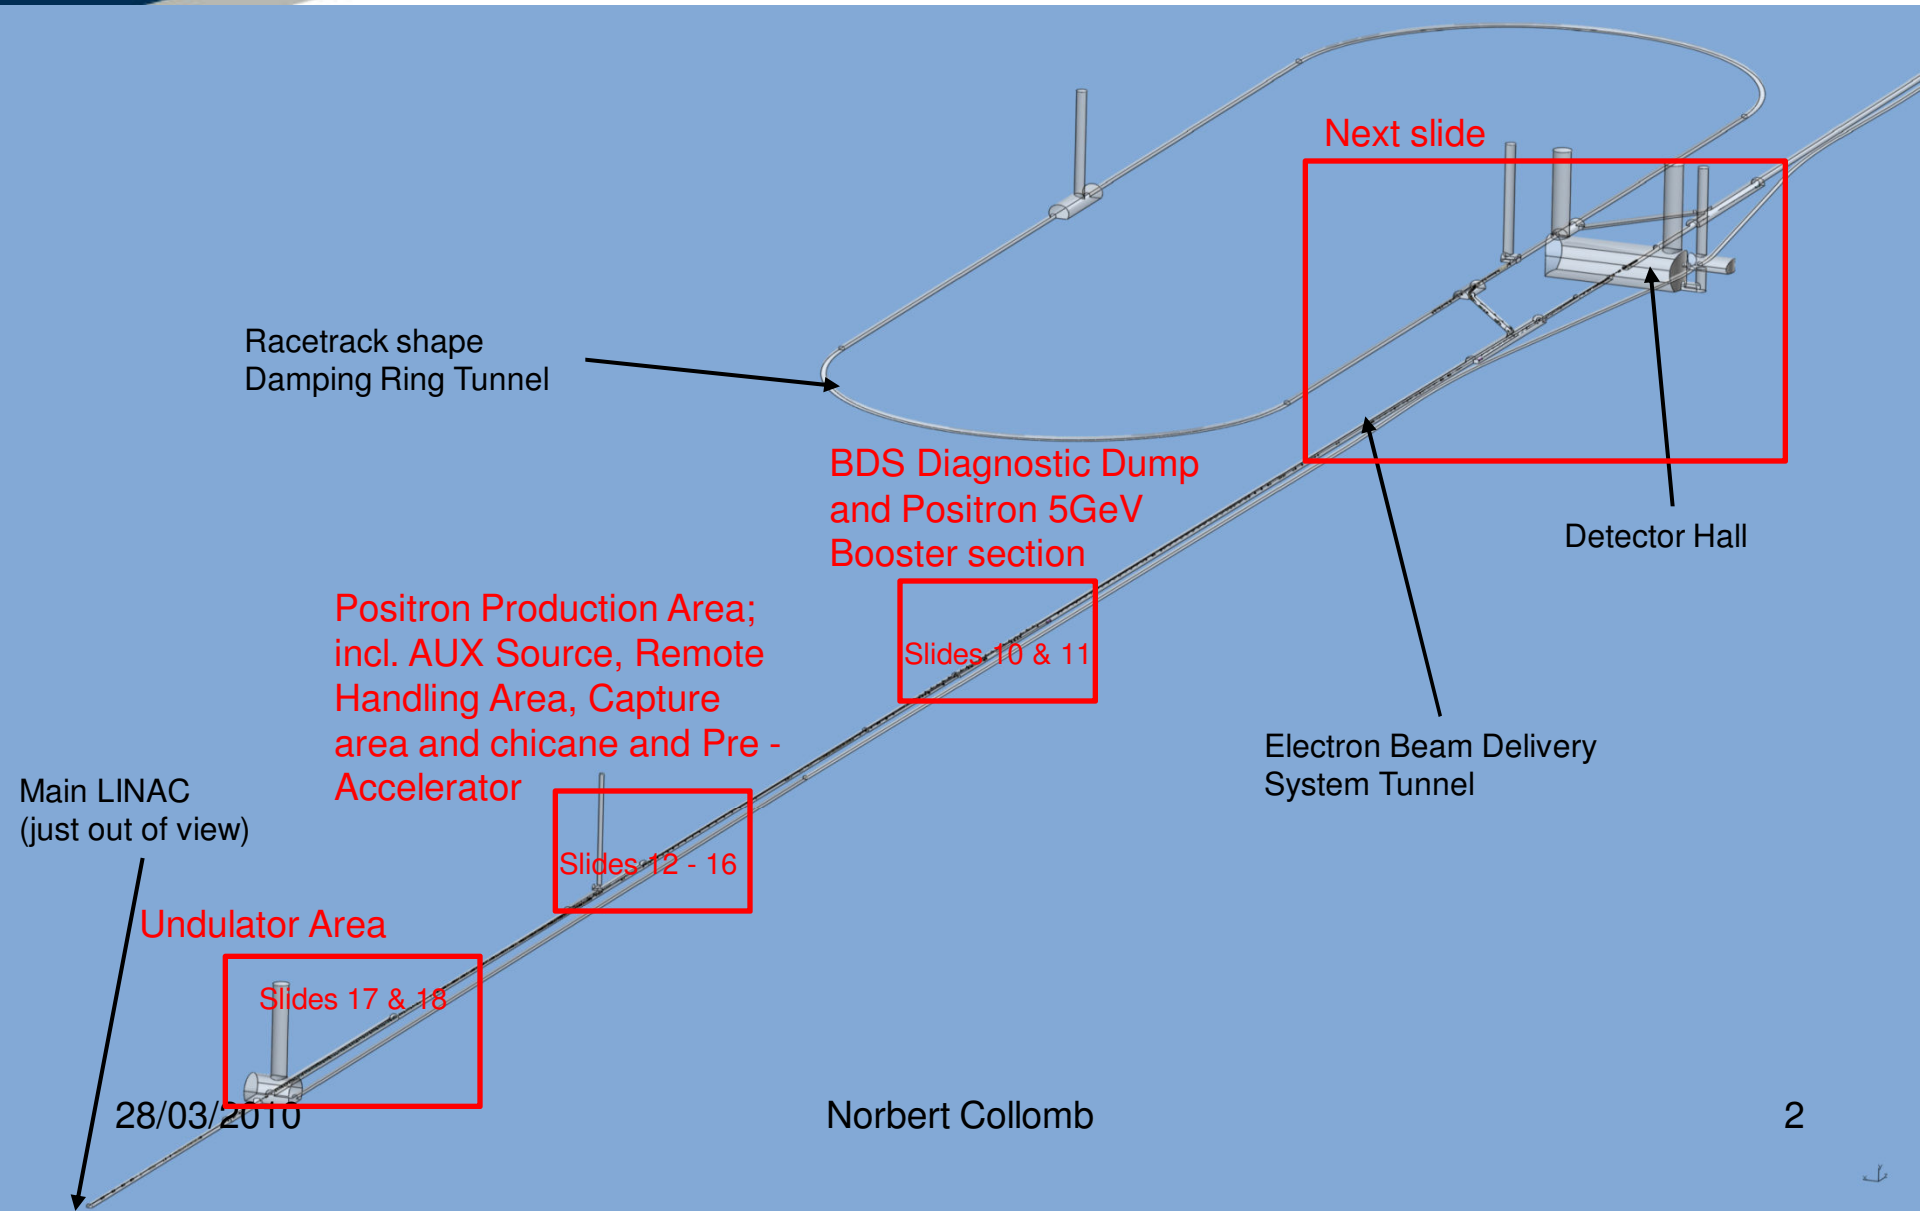 Next slide
Racetrack shape
Damping Ring Tunnel
BDS Diagnostic Dump
and Positron 5GeV
Booster section
Detector Hall
Positron Production Area;
incl. AUX Source, Remote
Handling Area, Capture
area and chicane and Pre -
Accelerator
Slides 10 & 11
Electron Beam Delivery
System Tunnel
Main LINAC
(just out of view)
Slides 12 - 16
Undulator Area
Slides 17 & 18
28/03/2010
Norbert Collomb
2